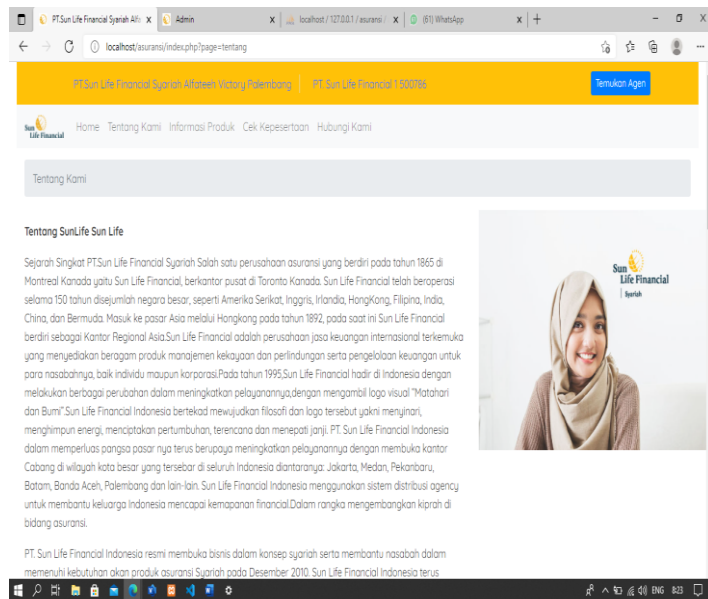 PT.Sun Life Financial Syariah Alfa
Admin
localhost / 127.0.0.1 / asuransi /
(61) WhatsApp
localhost/asuransi/index.php?page=tentang
PT.Sun Life Financial Syariah Alfateeh Victory Palembang
PT. Sun Life Financial 1 500786
Temukan Agen
Sun
Life Financial
Home Tentang Kami Informasi Produk Cek Kepesertaan Hubungi Kami
Tentang Kami
Tentang SunLife Sun Life
Sejarah Singkat PT.Sun Life Financial Syariah Salah satu perusahaan asuransi yang berdiri pada tahun 1865 di
Montreal Kanada yaitu Sun Life Financial, berkantor pusat di Toronto Kanada. Sun Life Financial telah beroperasi
selama 150 tahun disejumlah negara besar, seperti Amerika Serikat, Inggris, Irlandia, HongKong, Filipina, India,
China, dan Bermuda. Masuk ke pasar Asia melalui Hongkong pada tahun 1892, pada saat ini Sun Life Financial
berdiri sebagai Kantor Regional Asia.Sun Life Financial adalah perusahaan jasa keuangan internasional terkemuka
yang menyediakan beragam produk manajemen kekayaan dan perlindungan serta pengelolaan keuangan untuk
para nasabahnya, baik individu maupun korporasi.Pada tahun 1995,Sun Life Financial hadir di Indonesia dengan
melakukan berbagai perubahan dalam meningkatkan pelayanannya,dengan mengambil logo visual "Matahari
dan Bumi".Sun Life Financial Indonesia bertekad mewujudkan filosofi dan logo tersebut yakni menyinari,
menghimpun energi, menciptakan pertumbuhan, terencana dan menepati janji. PT. Sun Life Financial Indonesia
dalam memperluas pangsa pasar nya terus berupaya meningkatkan pelayanannya dengan membuka kantor
Cabang di wilayah kota besar yang tersebar di seluruh Indonesia diantaranya: Jakarta, Medan, Pekanbaru,
Batam, Banda Aceh, Palembang dan lain-lain. Sun Life Financial Indonesia menggunakan sistem distribusi agency
untuk membantu keluarga Indonesia mencapai kemapanan financial.Dalam rangka mengembangkan kiprah di
bidang asuransi.
PT. Sun Life Financial Indonesia resmi membuka bisnis dalam konsep syariah serta membantu nasabah dalam
memenuhi kebutuhan akan produk asuransi Syariah pada Desember 2010. Sun Life Financial Indonesia terus
Sun
Life Financial
Syariah
ENG 8:23